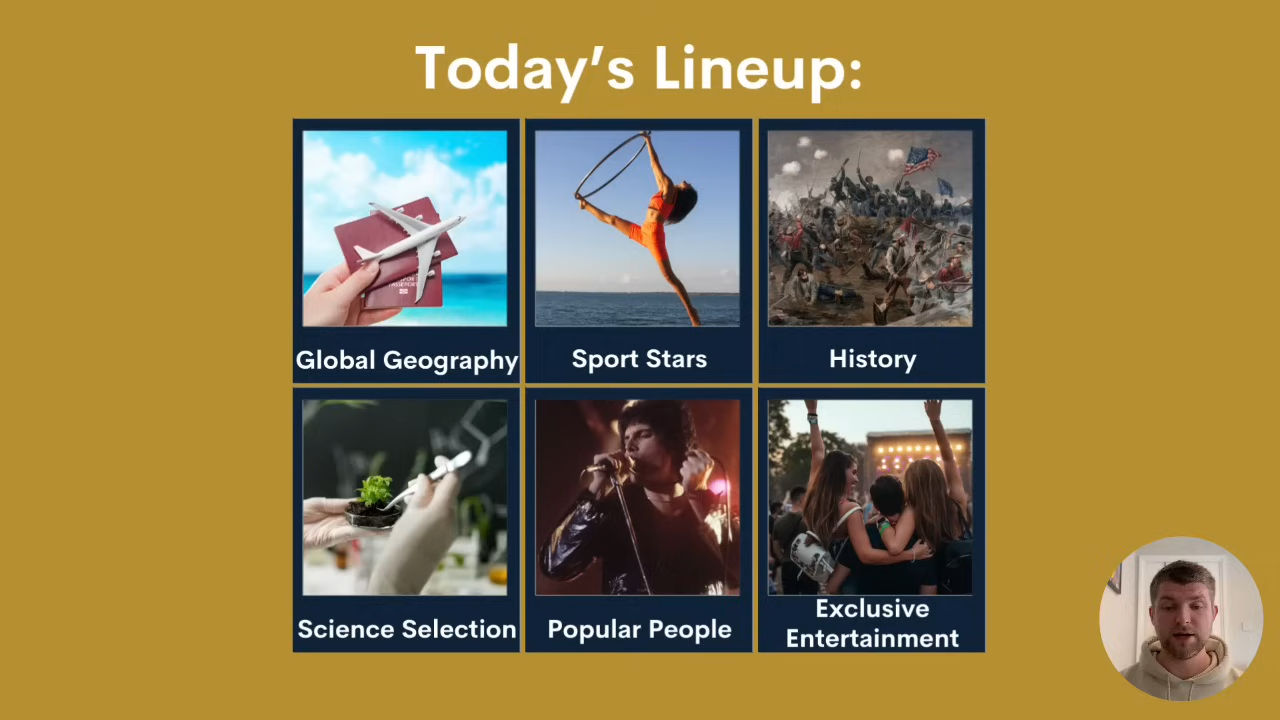 Today's Lineup:
Global Geography
Sport Stars
History
Science Selection
Popular People
Exclusive
Entertainment